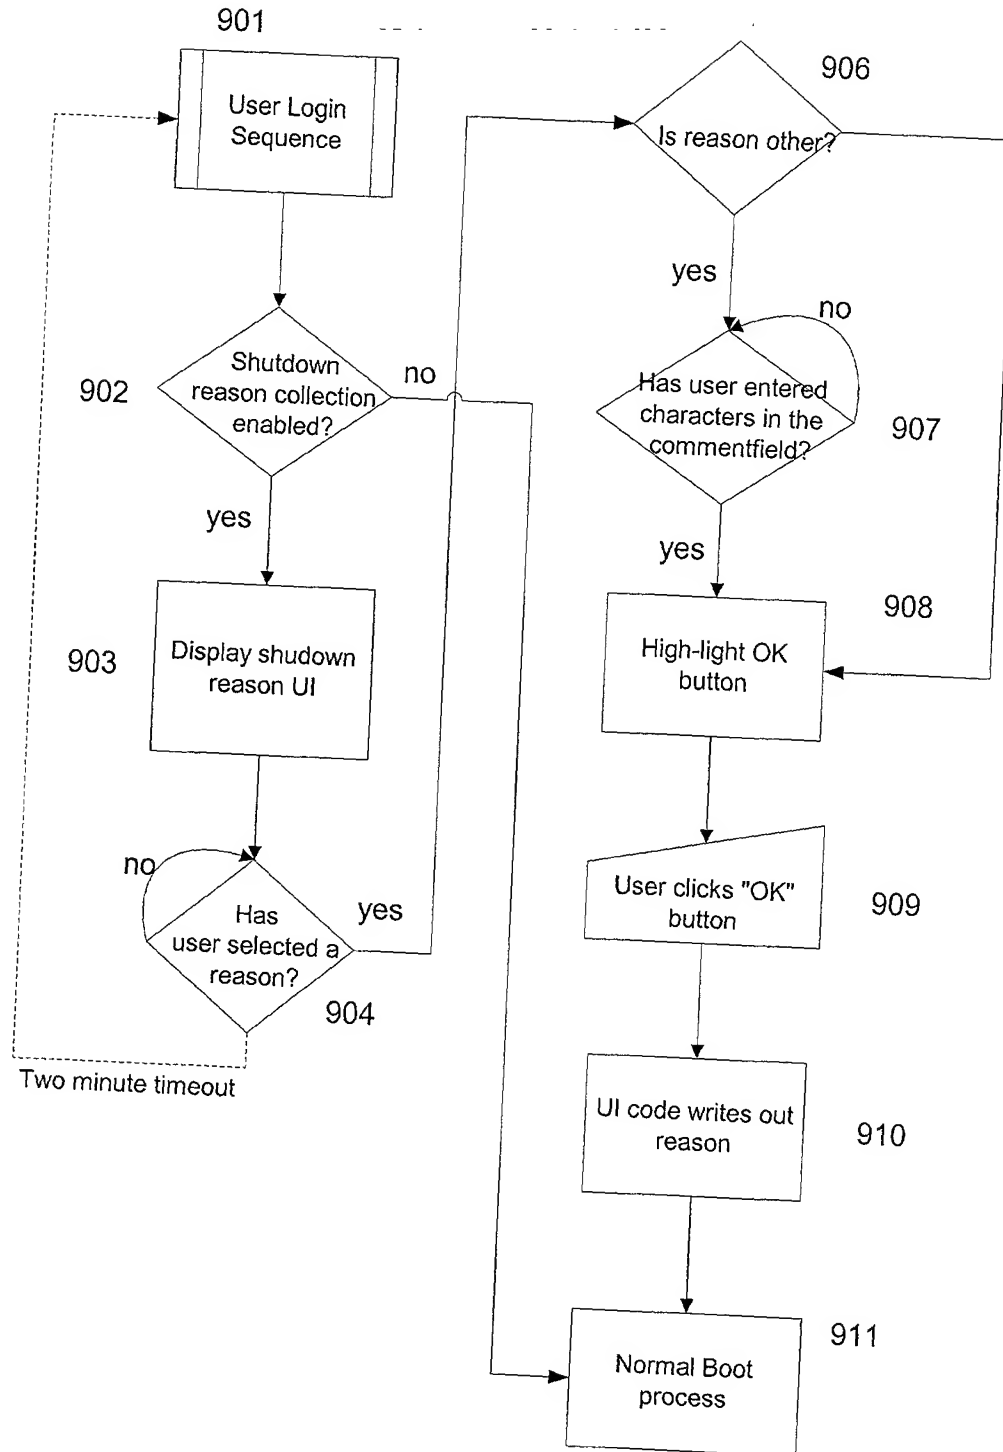 901
User Login
Sequence
902
Shutdown
reason collection
enabled?
no
yes
903
Display shudown
reason UI
no
Has
user selected a
reason?
yes
904
Two minute timeout
906
Is reason other?
yes
no
Has user entered
characters in the
commentfield?
907
yes
908
High-light OK
button
User clicks "OK"
button
909
UI code writes out
reason
910
911
Normal Boot
process